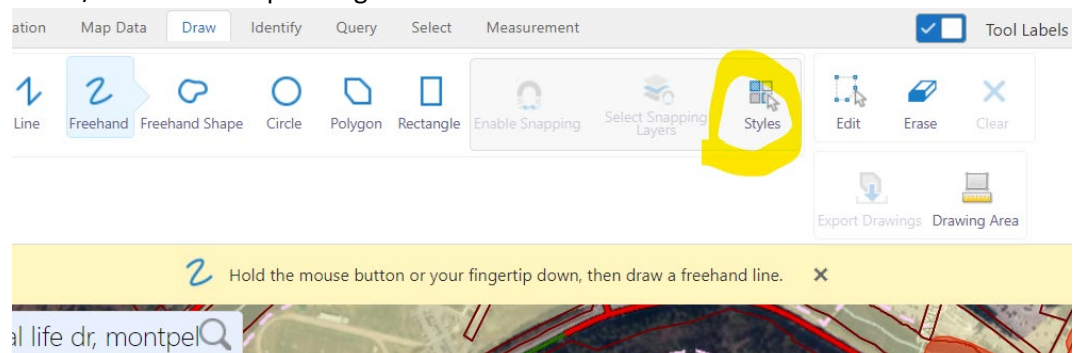 ation Map Data Draw Identify Query Select Measurement Tool Labels
Line Freehand Freehand Shape Circle Polygon Rectangle Enable Snapping Select Snapping Layers Styles Edit Erase Clear
Export Drawings Drawing Area
Hold the mouse button or your fingertip down, then draw a freehand line.
al life dr, montpel